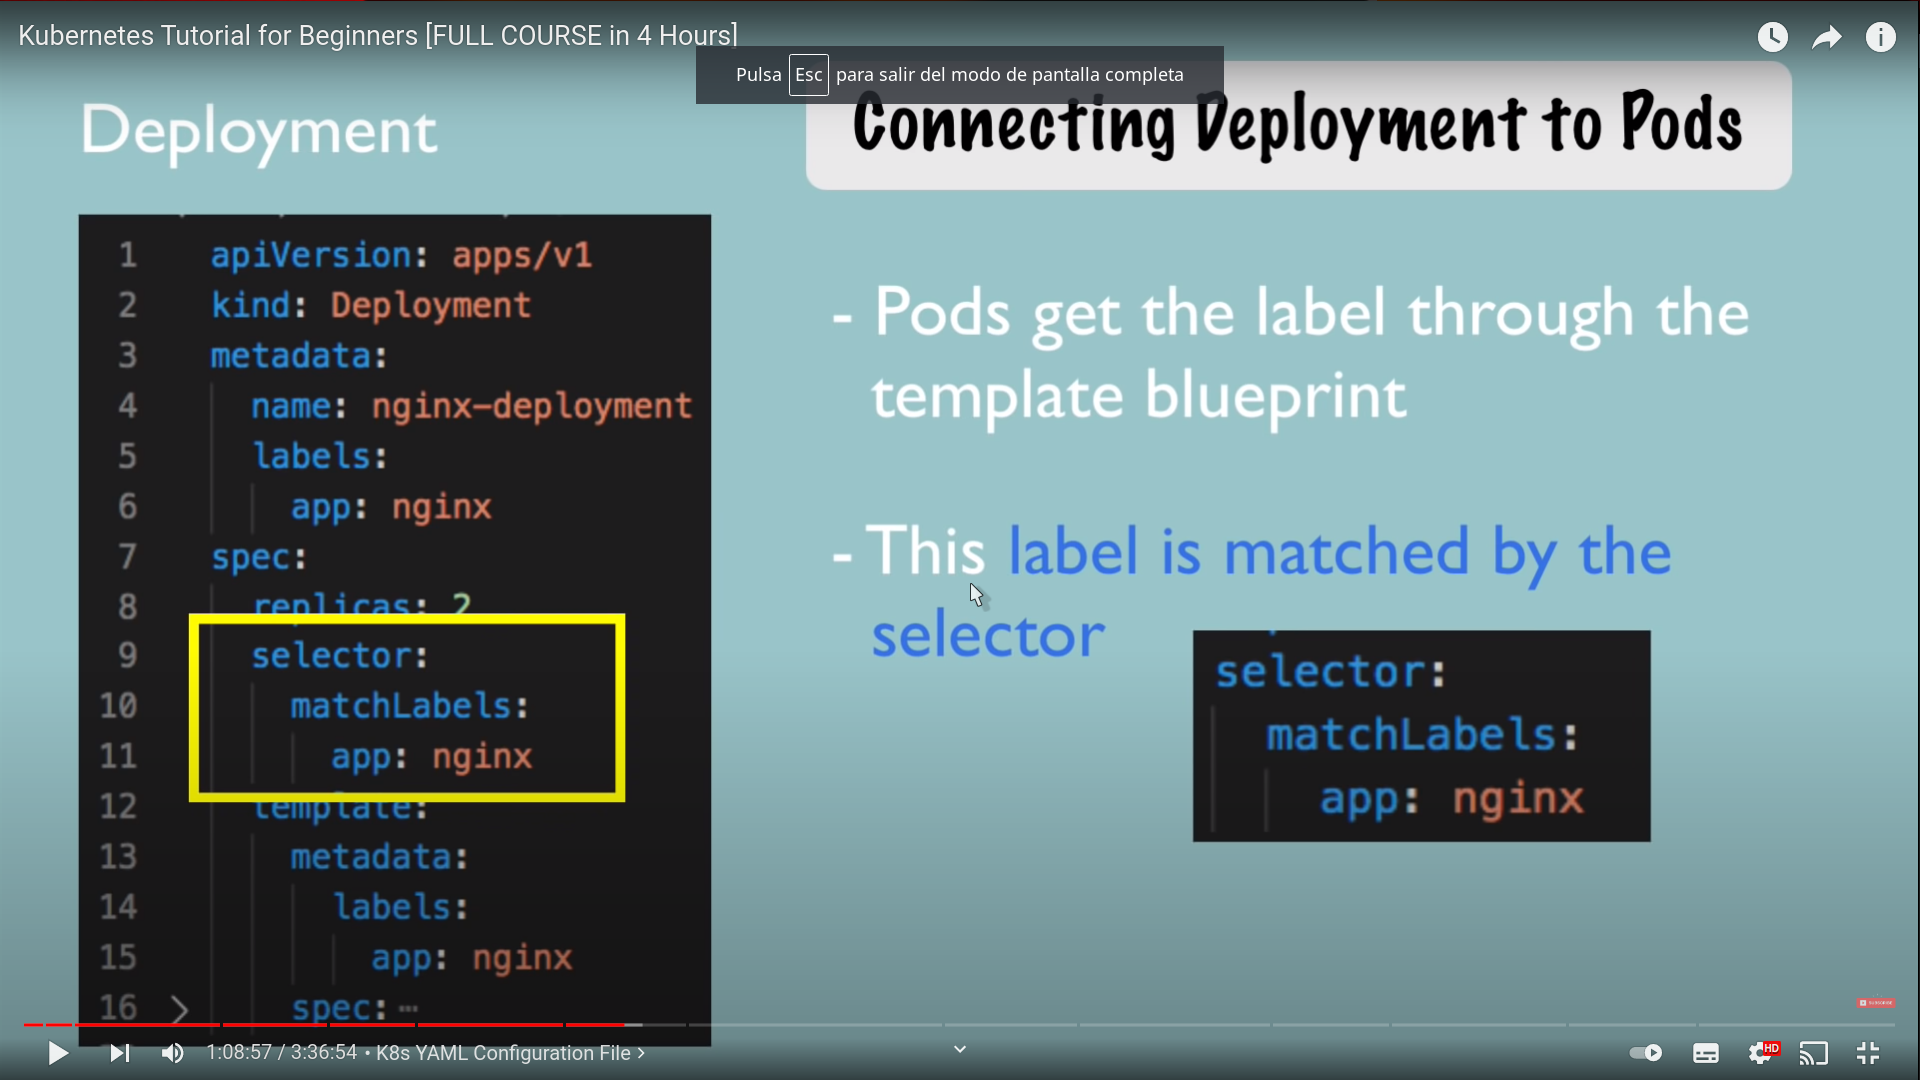 Kubernetes Tutorial for Beginners [FULL COURSE in 4 Hours]
Pulsa Esc para salir del modo de pantalla completa
Deployment
Connecting Deployment to Pods
1 apiVersion: apps/v1
2 kind: Deployment
3 metadata:
4 name: nginx-deployment
5 labels:
6 app: nginx
7 spec:
8 replicas: 2
9 selector:
10 matchLabels:
11 app: nginx
12 template:
13 metadata:
14 labels:
15 app: nginx
16 spec:
- Pods get the label through the
template blueprint
- This label is matched by the
selector
selector:
matchLabels:
app: nginx
SUBSCRIBE
1:08:57 / 3:36:54 • K8s YAML Configuration File
HD